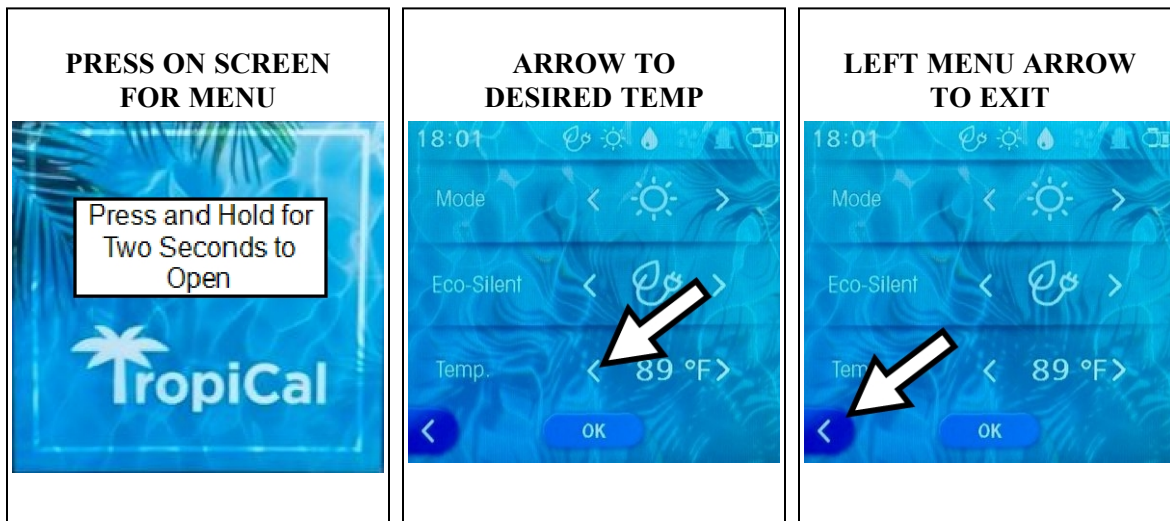 PRESS ON SCREEN
FOR MENU
Press and Hold for
Two Seconds to
Open
TropiCal
ARROW TO
DESIRED TEMP
18:01
Mode
Eco-Silent
Temp.
89 °F
OK
LEFT MENU ARROW
TO EXIT
18:01
Mode
Eco-Silent
89 °F
OK